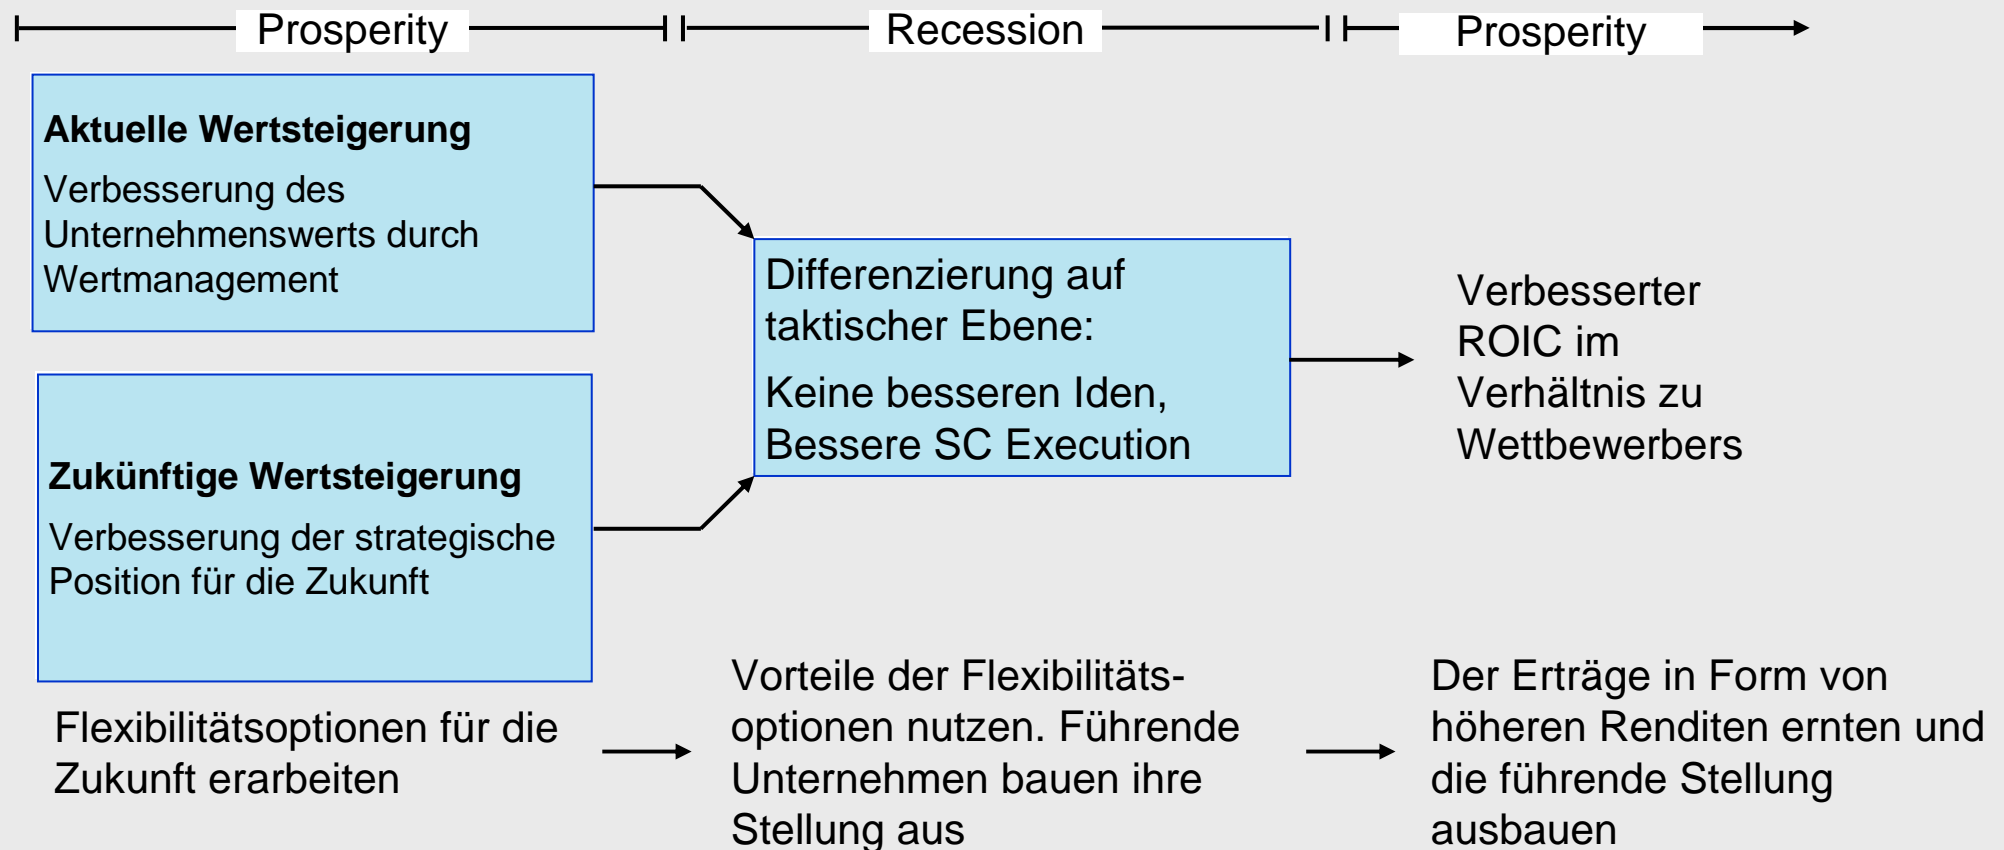 Prosperity
Recession
Prosperity
Aktuelle Wertsteigerung
Verbesserung des
Unternehmenswerts durch
Wertmanagement
Zukünftige Wertsteigerung
Verbesserung der strategische
Position für die Zukunft
Differenzierung auf
taktischer Ebene:
Keine besseren Iden,
Bessere SC Execution
Verbesserter
ROIC im
Verhältnis zu
Wettbewerbers
Flexibilitätsoptionen für die
Zukunft erarbeiten
Vorteile der Flexibilitäts-
optionen nutzen. Führende
Unternehmen bauen ihre
Stellung aus
Der Erträge in Form von
höheren Renditen ernten und
die führende Stellung
ausbauen